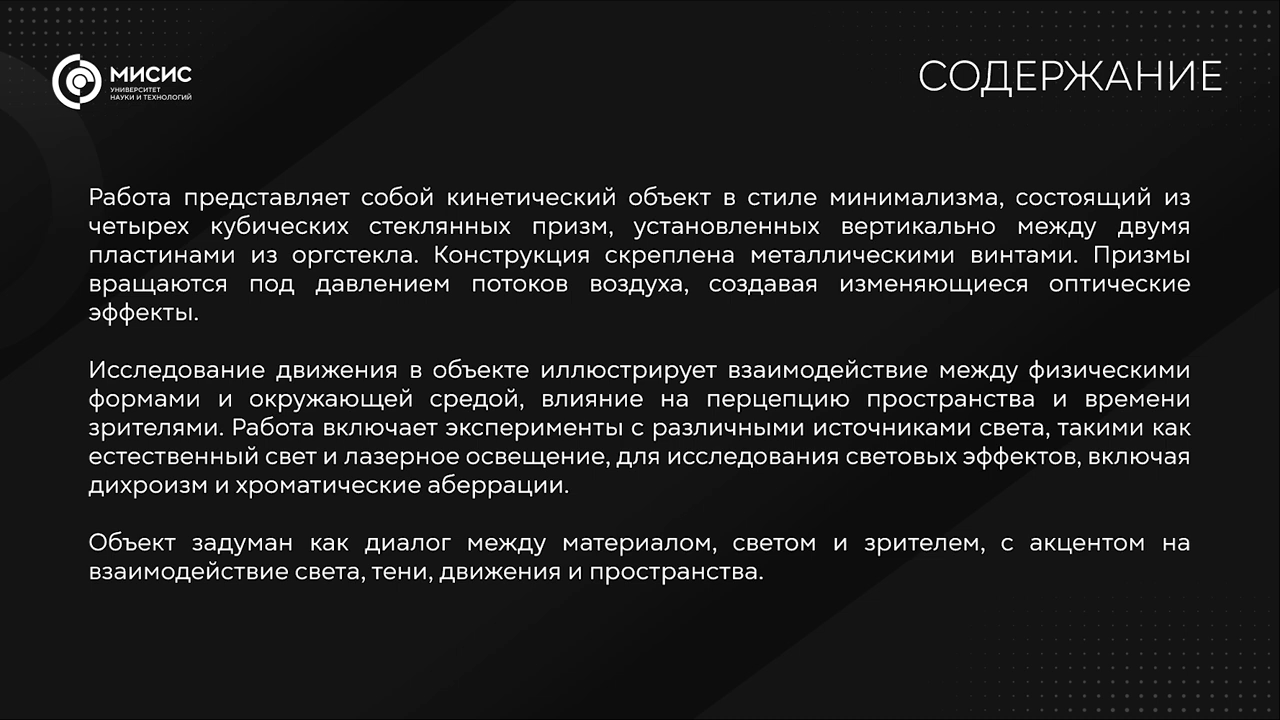 МИСИС
УНИВЕРСИТЕТ
НАУКИ И ТЕХНОЛОГИЙ
СОДЕРЖАНИЕ
Работа представляет собой кинетический объект в стиле минимализма, состоящий из
четырех кубических стеклянных призм, установленных вертикально между двумя
пластинами из оргстекла. Конструкция скреплена металлическими винтами. Призмы
вращаются под давлением потоков воздуха, создавая изменяющиеся оптические
эффекты.
Исследование движения в объекте иллюстрирует взаимодействие между физическими
формами и окружающей средой, влияние на перцепцию пространства и времени
зрителями. Работа включает эксперименты с различными источниками света, такими как
естественный свет и лазерное освещение, для исследования световых эффектов, включая
дихроизм и хроматические аберрации.
Объект задуман как диалог между материалом, светом и зрителем, с акцентом на
взаимодействие света, тени, движения и пространства.